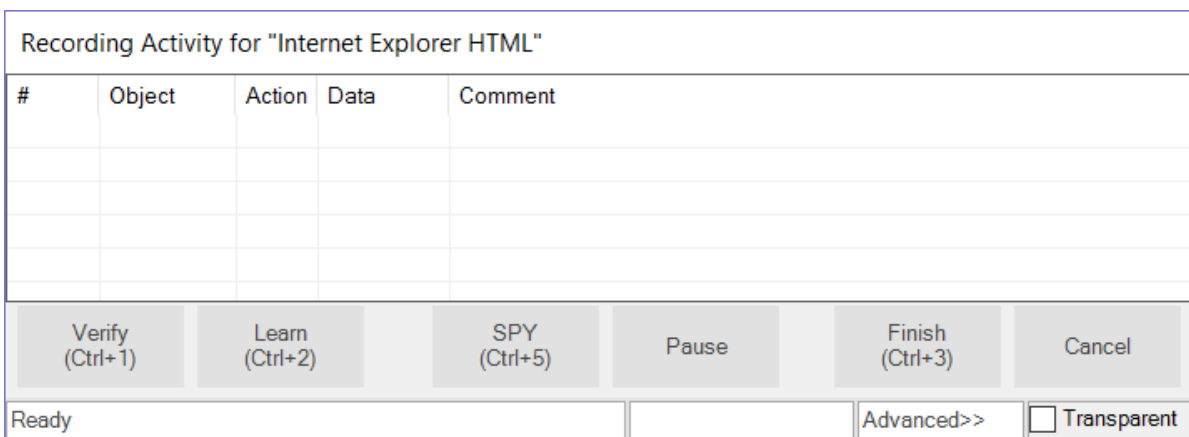 Recording Activity for "Internet Explorer HTML"
# Object Action Data Comment
Verify Learn SPY Pause Finish Cancel
(Ctrl+1) (Ctrl+2) (Ctrl+5) (Ctrl+3)
Ready Advanced>> Transparent